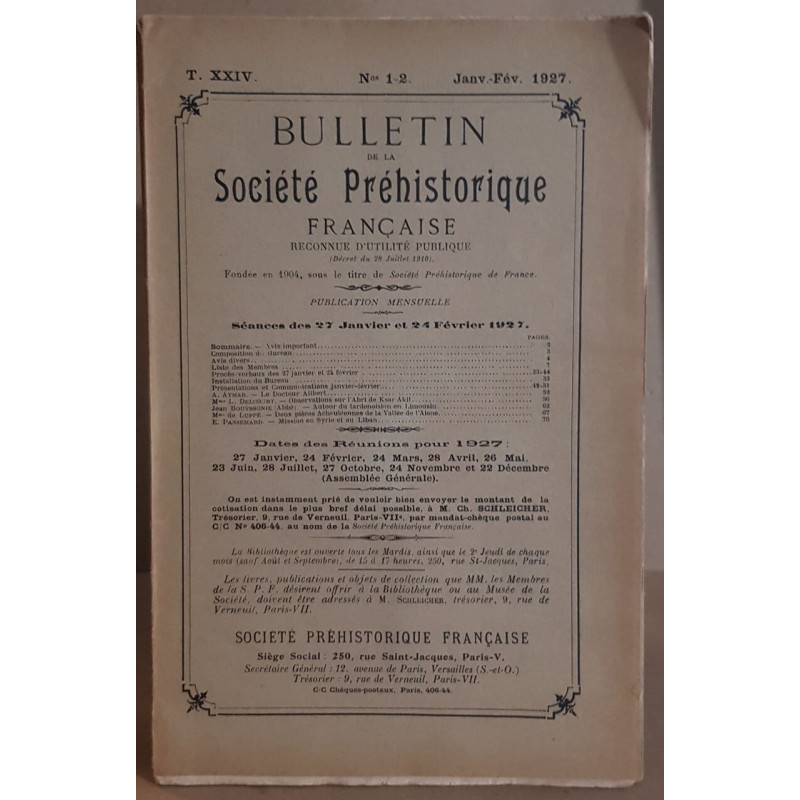 T. XXIV. Nos 1-2. Janv.-Fév. 1927.
BULLETIN
DE LA
Société Préhistorique
FRANÇAISE
RECONNUE D'UTILITÉ PUBLIQUE
(Décret du 28 Juillet 1910).
Fondée en 1904, sous le titre de Société Préhistorique de France.
PUBLICATION MENSUELLE
Séances des 27 Janvier et 24 Février 1927.
PAGES.
Sommaire. — Avis important 3
Composition du Bureau 3
Avis divers 4
Liste des Membres 7
Procès-verbaux des 27 janvier et 24 février
Installation du Bureau 33
Présentations et Communications janvier-février
A. AYMAR. — Le Docteur Alibert
Mme L. DELCOURT. — Observations sur l'Abri de Ksar Akil
Jean BOUYSSONIE (Abbé). — Autour du tardenoisien en Limousin 62
Mme DE LUPPÉ. — Deux pièces Acheuléennes de la Vallée de l'Aisne 67
E. PASSEMARD. — Mission en Syrie et au Liban 70
Dates des Réunions pour 1927 :
27 Janvier, 24 Février, 24 Mars, 28 Avril, 26 Mai.
23 Juin, 28 Juillet, 27 Octobre, 24 Novembre et 22 Décembre
(Assemblée Générale).
On est instamment prié de vouloir bien envoyer le montant de la
cotisation dans le plus bref délai possible, à M. Ch. SCHLEICHER,
Trésorier, 9, rue de Verneuil, Paris-VIIe, par mandat-chèque postal au
C/C No 406-44, au nom de la Société Préhistorique Française.
La Bibliothèque est ouverte tous les Mardis, ainsi que le 2e Jeudi de chaque
mois (sauf Août et Septembre), de 15 à 17 heures, 250, rue St-Jacques, Paris.
Les livres, publications et objets de collection que MM. les Membres
de la S. P. F. désirent offrir à la Bibliothèque ou au Musée de la
Société, doivent être adressés à M. SCHLEICHER, trésorier, 9, rue de
Verneuil, Paris-VII.
SOCIÉTÉ PRÉHISTORIQUE FRANÇAISE
Siège Social : 250, rue Saint-Jacques, Paris-V.
Secrétaire Général : 12, avenue de Paris, Versailles (S.-et-O.)
Trésorier : 9, rue de Verneuil, Paris-VII.
C/C Chèques-postaux, Paris, 406-44.